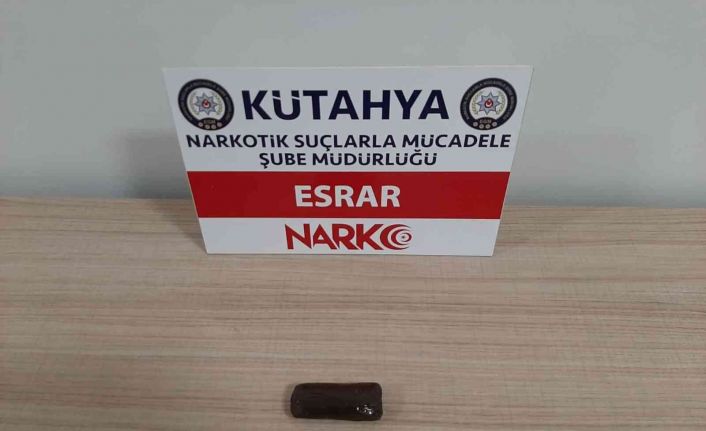 KÜTAHYA
NARKOTİK SUÇLARLA MÜCADELE
ŞUBE MÜDÜRLÜĞÜ
ESRAR
NARKO